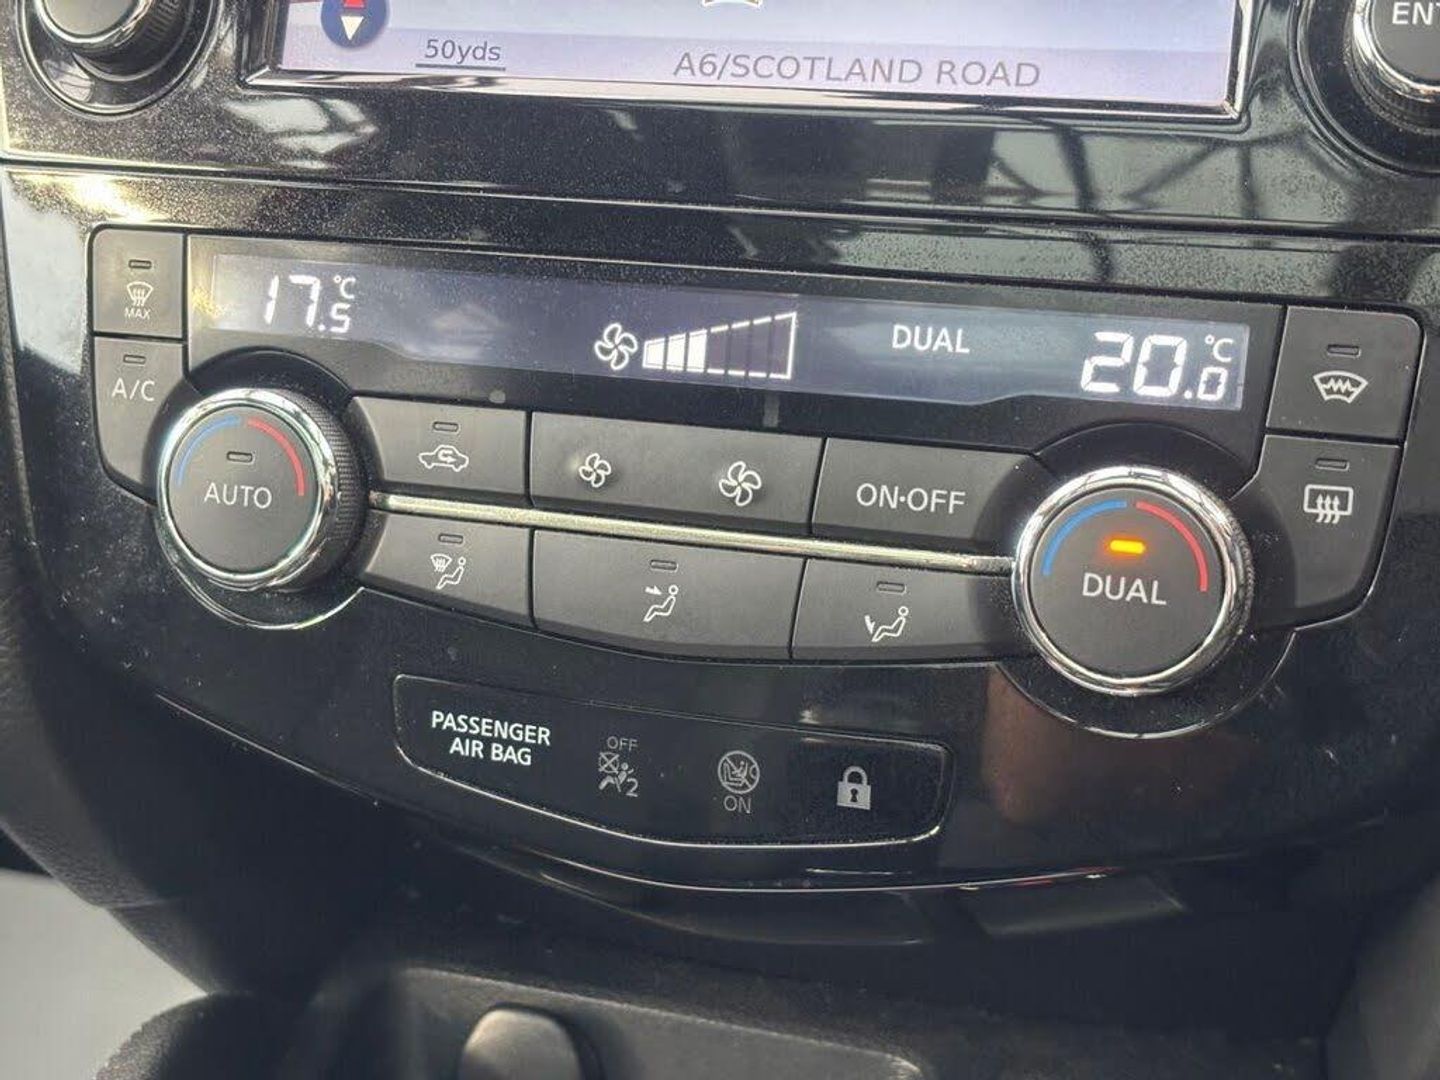 50yds
A6/SCOTLAND ROAD
MAX
17.5°C
DUAL
20.0°C
A/C
AUTO
ON•OFF
DUAL
PASSENGER
AIR BAG
OFF
2
ON